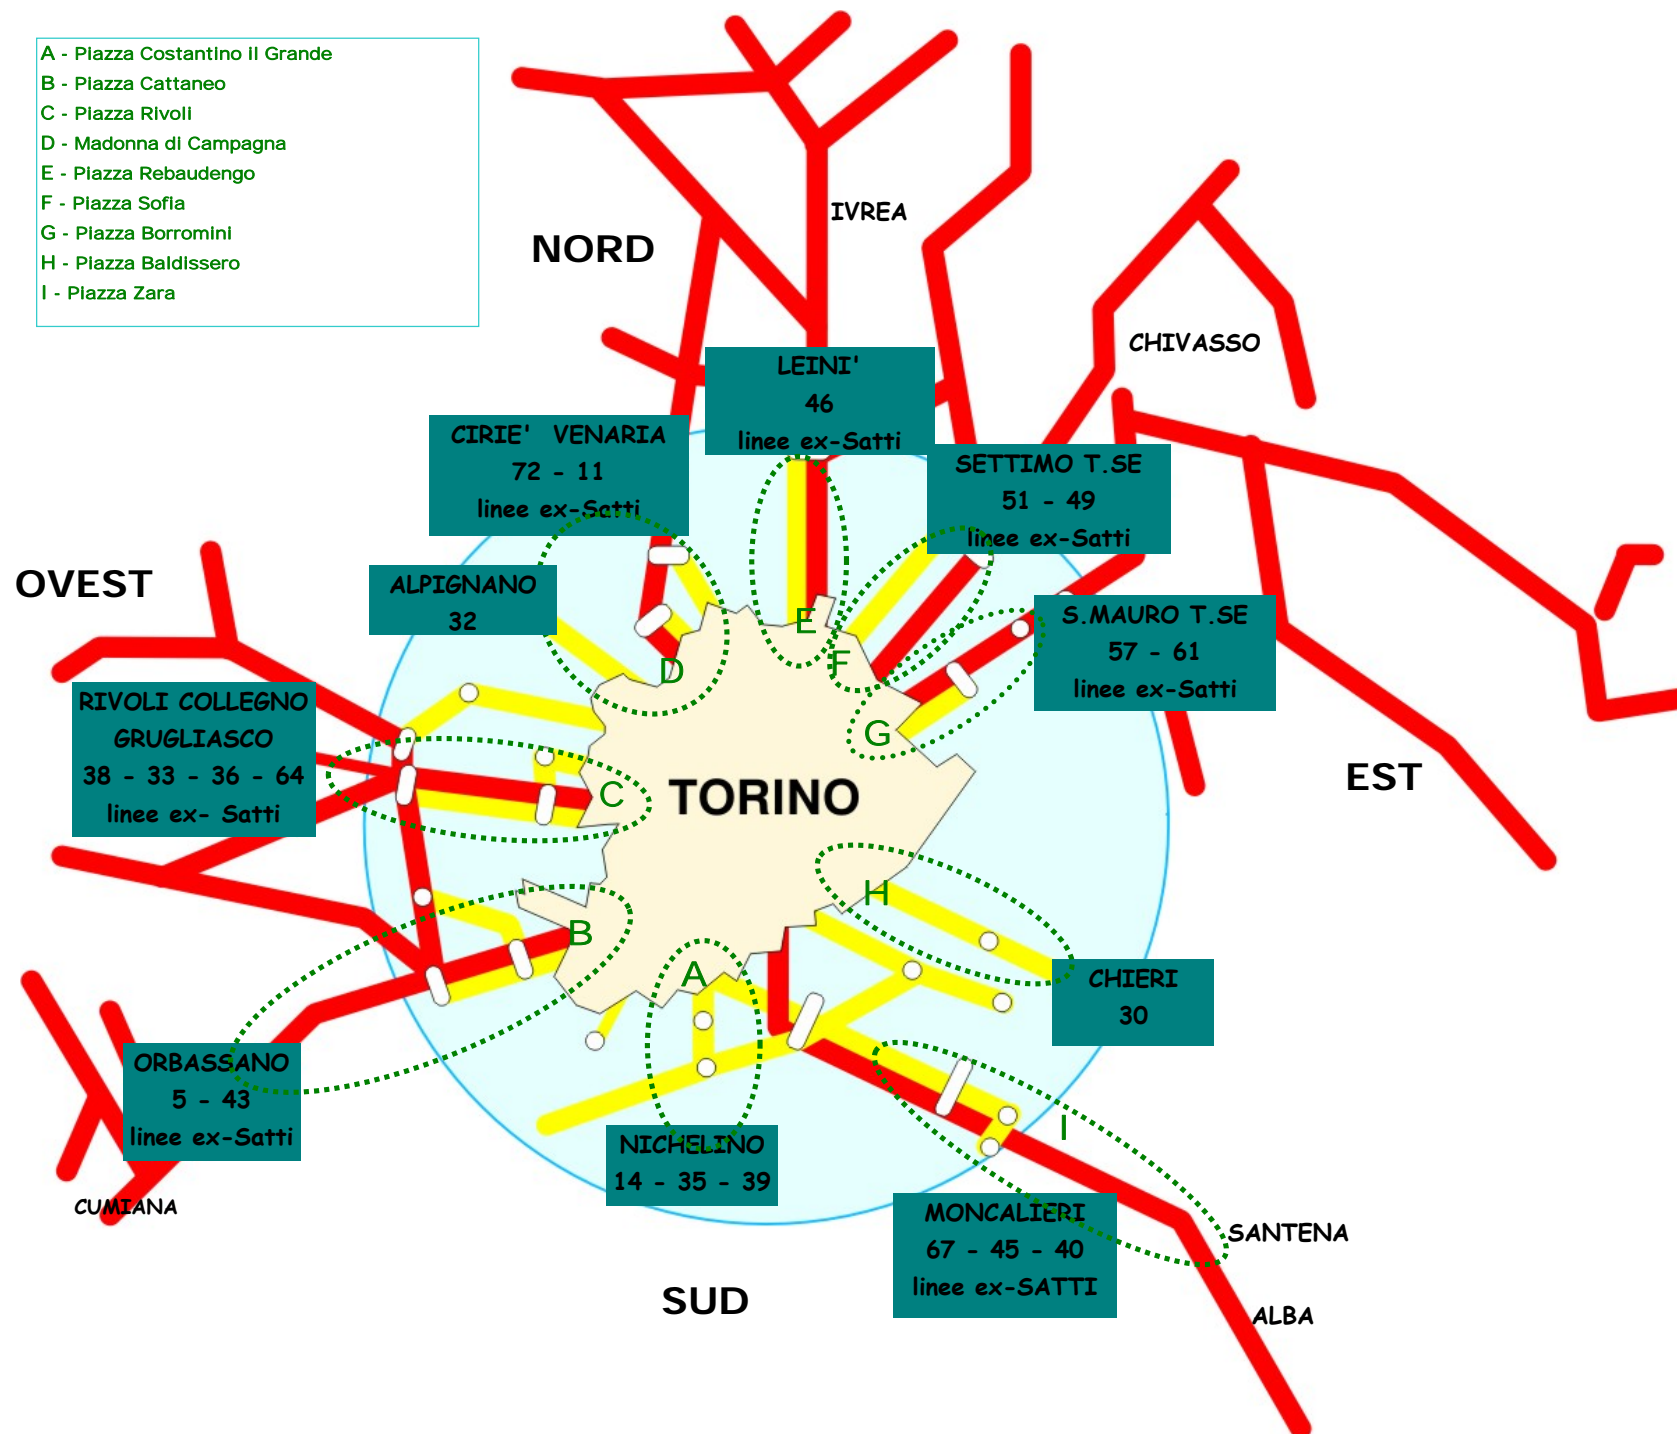 A - Piazza Costantino il Grande
B - Piazza Cattaneo
C - Piazza Rivoli
D - Madonna di Campagna
E - Piazza Rebaudengo
F - Piazza Sofia
G - Piazza Borromini
H - Piazza Baldissero
I - Piazza Zara
NORD
IVREA
CHIVASSO
LEINI'
46
linee ex-Satti
CIRIE' VENARIA
72 - 11
linee ex-Satti
SETTIMO T.SE
51 - 49
linee ex-Satti
OVEST
ALPIGNANO
32
S.MAURO T.SE
57 - 61
linee ex-Satti
E
F
D
G
RIVOLI COLLEGNO
GRUGLIASCO
38 - 33 - 36 - 64
linee ex- Satti
C
TORINO
EST
H
B
A
CHIERI
30
ORBASSANO
5 - 43
linee ex-Satti
I
NICHELINO
14 - 35 - 39
CUMIANA
MONCALIERI
67 - 45 - 40
linee ex-SATTI
SANTENA
SUD
ALBA